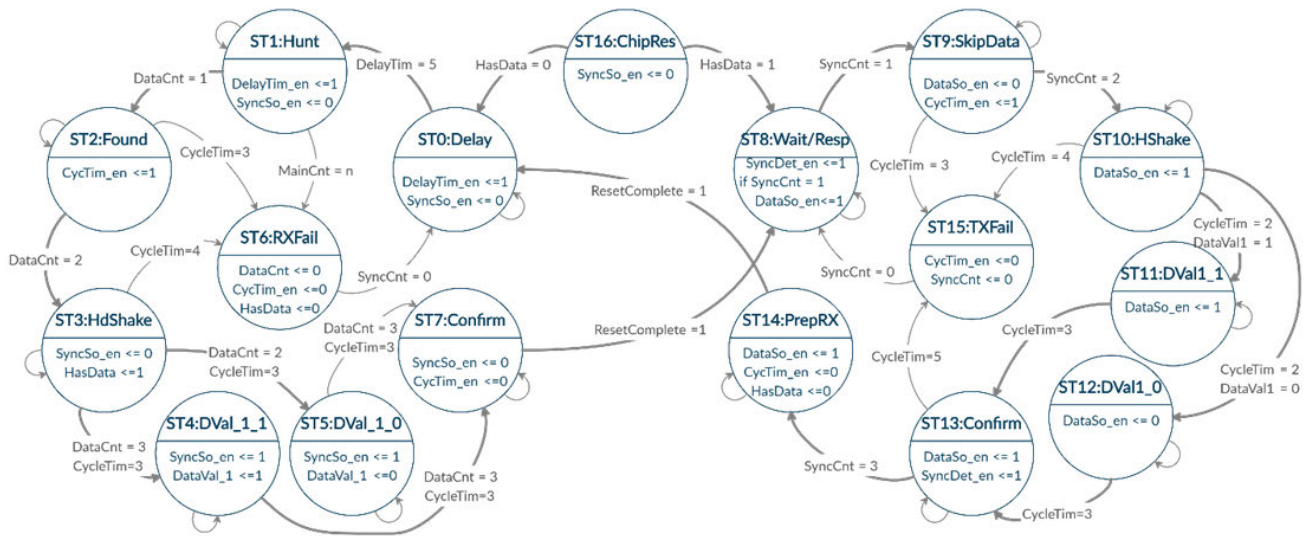 ST1:Hunt
DelayTim_en <=1
SyncSo_en <= 0
ST16:ChipRes
SyncSo_en <= 0
ST9:SkipData
DataSo_en <= 0
CycTim_en <=1
DataCnt = 1
DelayTim = 5
HasData = 0
HasData = 1
SyncCnt = 1
SyncCnt = 2
ST2:Found
CycTim_en <=1
CycleTim=3
MainCnt = n
ST0:Delay
DelayTim_en <=1
SyncSo_en <= 0
ResetComplete = 1
ST8:Wait/Resp
SyncDet_en <=1
if SyncCnt = 1
DataSo_en<=1
CycleTim = 3
CycleTim = 4
ST10:HShake
DataSo_en <= 1
CycleTim = 2
DataVal1 = 1
DataCnt = 2
CycleTim=4
ST6:RXFail
DataCnt <= 0
CycTim_en <=0
HasData <=0
SyncCnt = 0
ST15:TXFail
CycTim_en <=0
SyncCnt <= 0
SyncCnt = 0
ST11:DVal1_1
DataSo_en <= 1
ST3:HdShake
SyncSo_en <= 0
HasData <=1
DataCnt = 2
CycleTim=3
DataCnt = 3
CycleTim=3
ST7:Confirm
SyncSo_en <= 0
CycTim_en <=0
ResetComplete =1
ST14:PrepRX
DataSo_en <= 1
CycTim_en <=0
HasData <=0
CycleTim=5
CycleTim=3
CycleTim = 2
DataVal1 = 0
ST12:DVal1_0
DataSo_en <= 0
DataCnt = 3
CycleTim=3
ST4:DVal_1_1
SyncSo_en <= 1
DataVal_1 <=1
ST5:DVal_1_0
SyncSo_en <= 1
DataVal_1 <=0
DataCnt = 3
CycleTim=3
SyncCnt = 3
ST13:Confirm
DataSo_en <= 1
SyncDet_en <=1
CycleTim=3